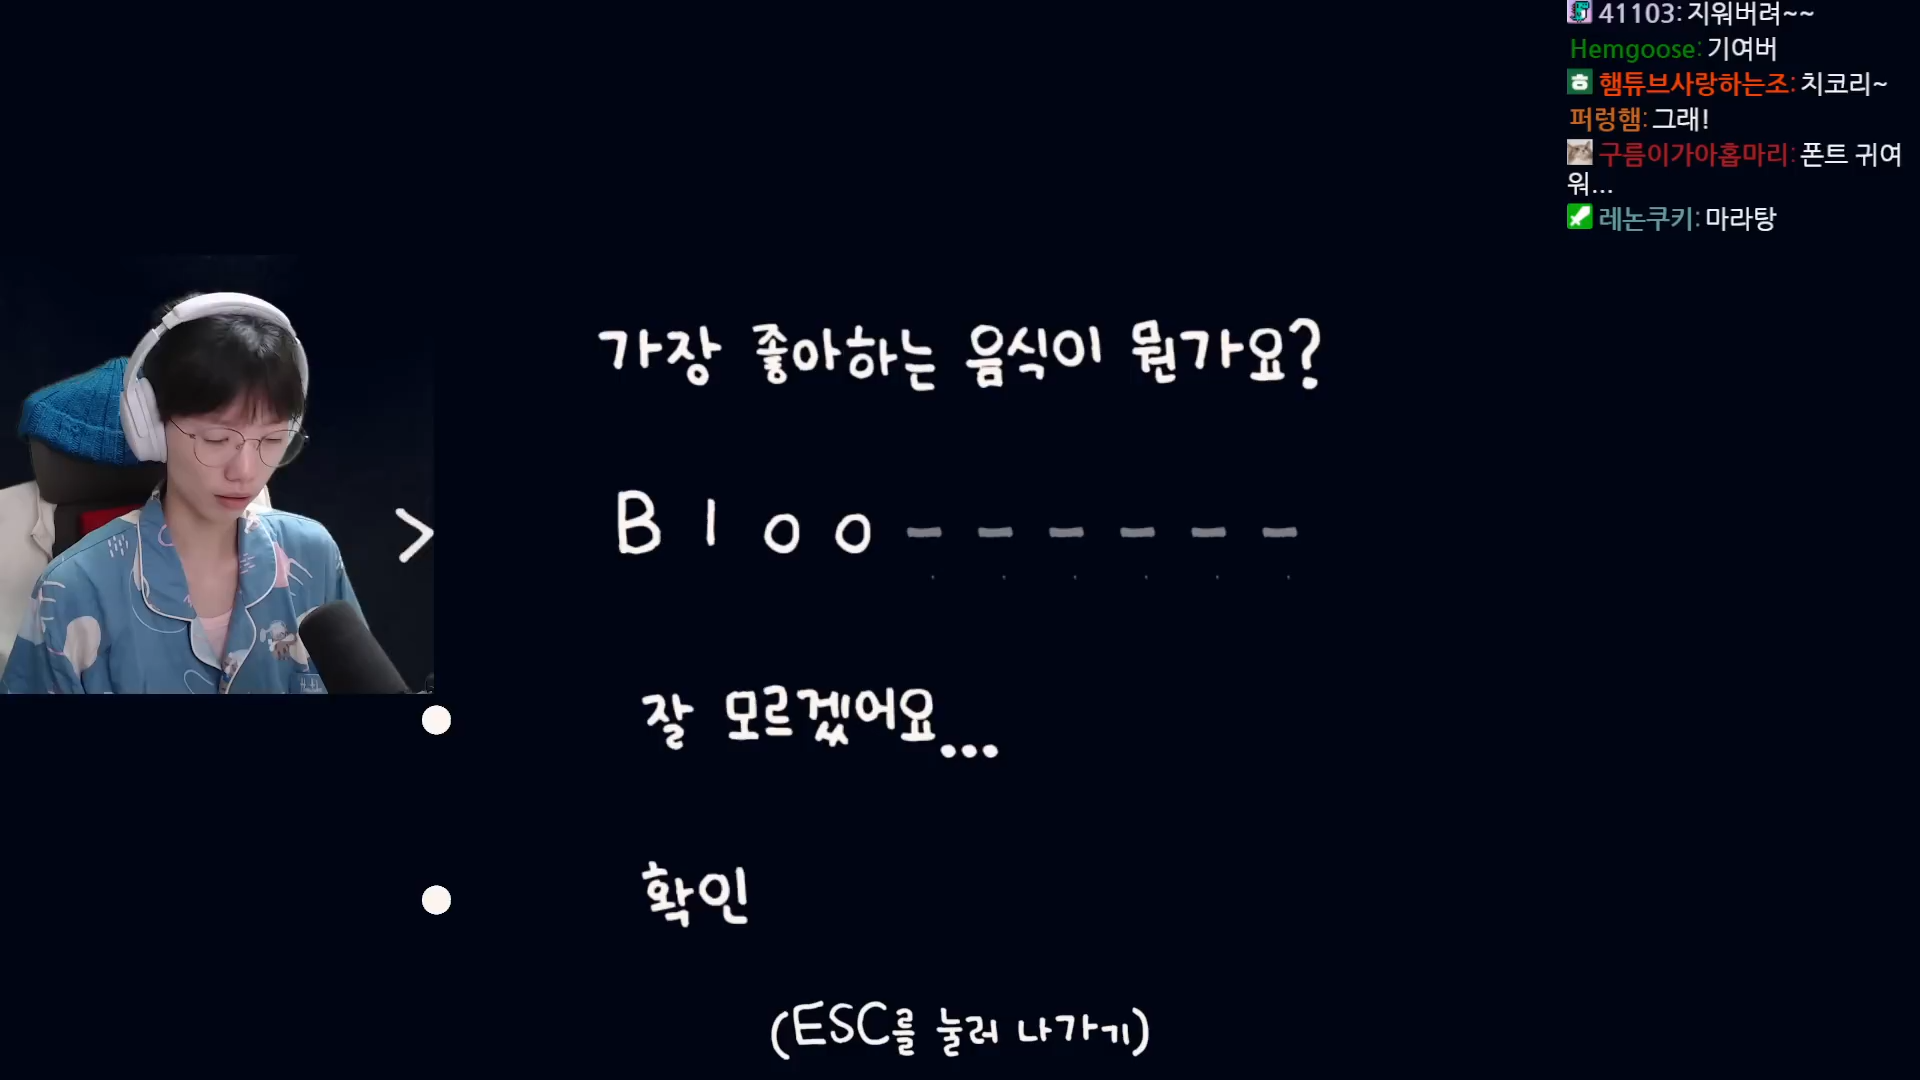 41103: 지워버려~~
Hemgoose: 기여버
ㅎ 햄튜브사랑하는조: 치코리~
퍼렁햄: 그래!
구름이가아홉마리: 폰트 귀여
워...
레논쿠키: 마라탕
가장 좋아하는 음식이 뭔가요?
> Bloo------
잘 모르겠어요...
확인
(ESC를 눌러 나가기)